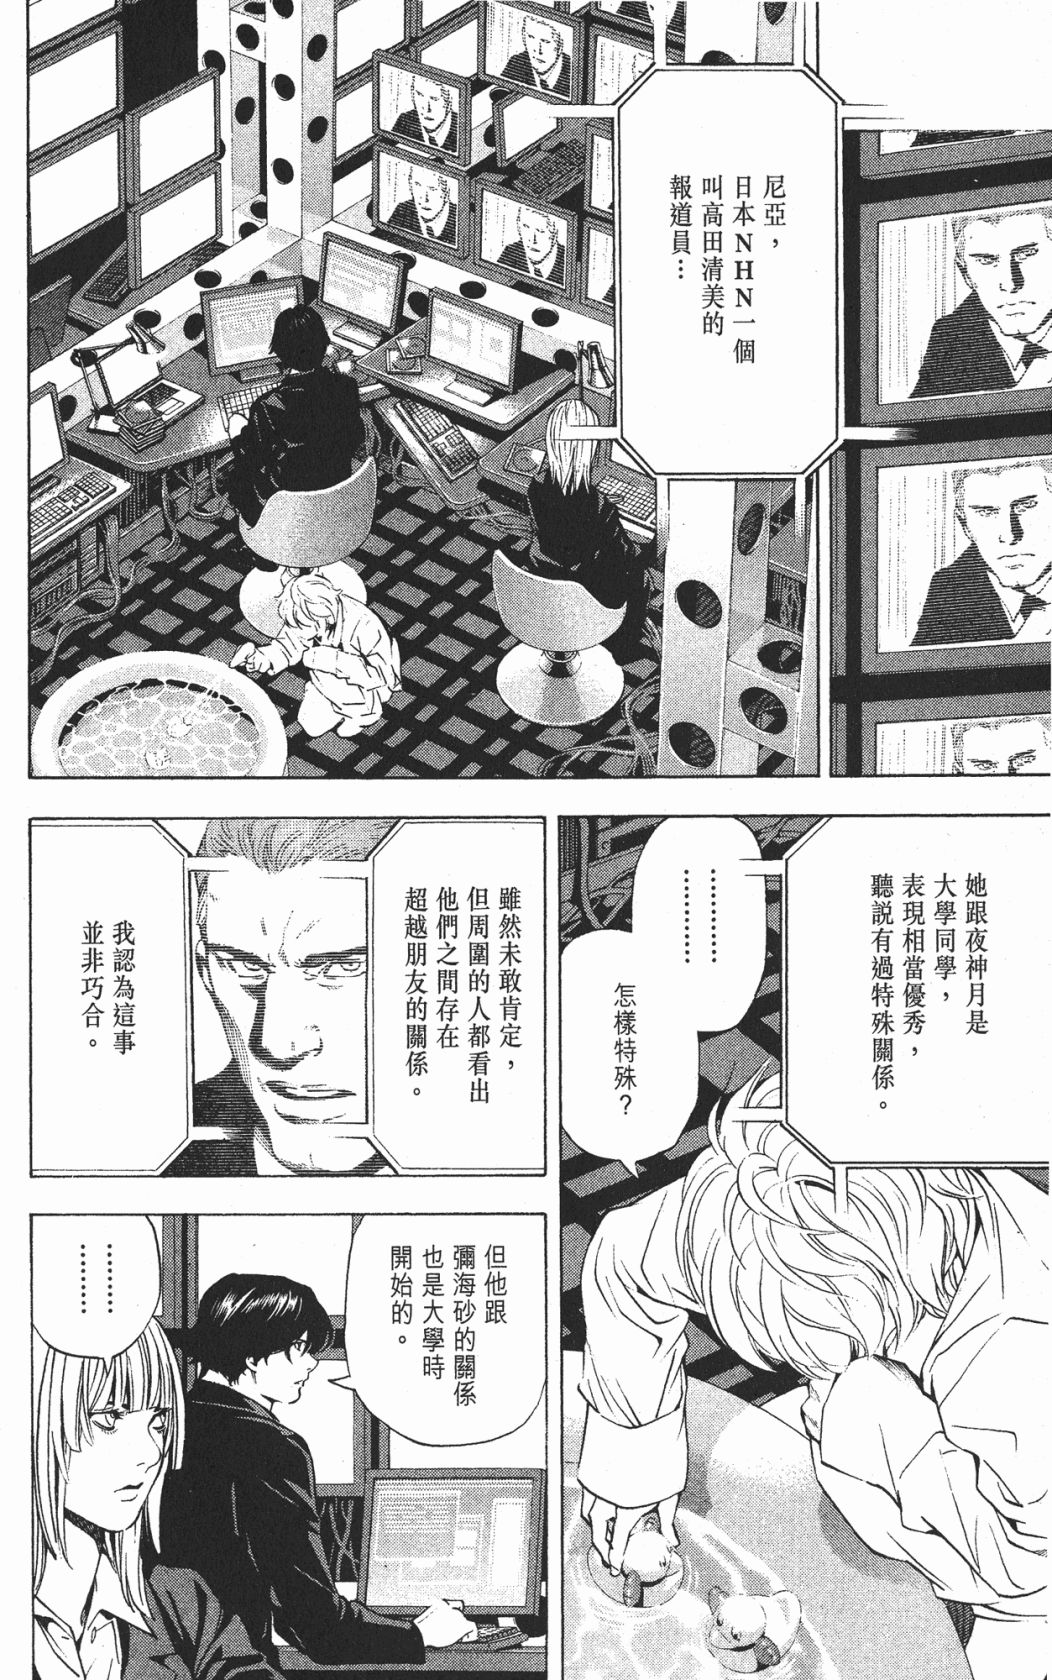 尼亞，
日本NHN一個
叫高田清美的
報道員…
她跟夜神月是
大學同學，
表現相當優秀，
聽說有過特殊關係。
………
………
怎樣特殊？
雖然未敢肯定，
但周圍的人都看出
他們之間存在
超越朋友的關係。
我認為這事
並非巧合。
但他跟
彌海砂的關係
也是大學時
開始的。
………
………